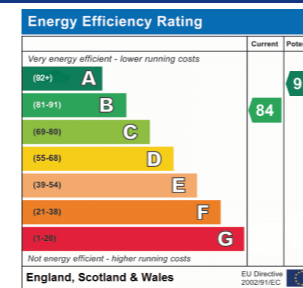 Energy Efficiency Rating
Current
Very energy efficient - lower running costs
(92+) A
(81-91) B 84
(69-80) C
(55-68) D
(39-54) E
(21-38) F
(1-20) G
Not energy efficient - higher running costs
England, Scotland & Wales
EU Directive
2002/91/EC